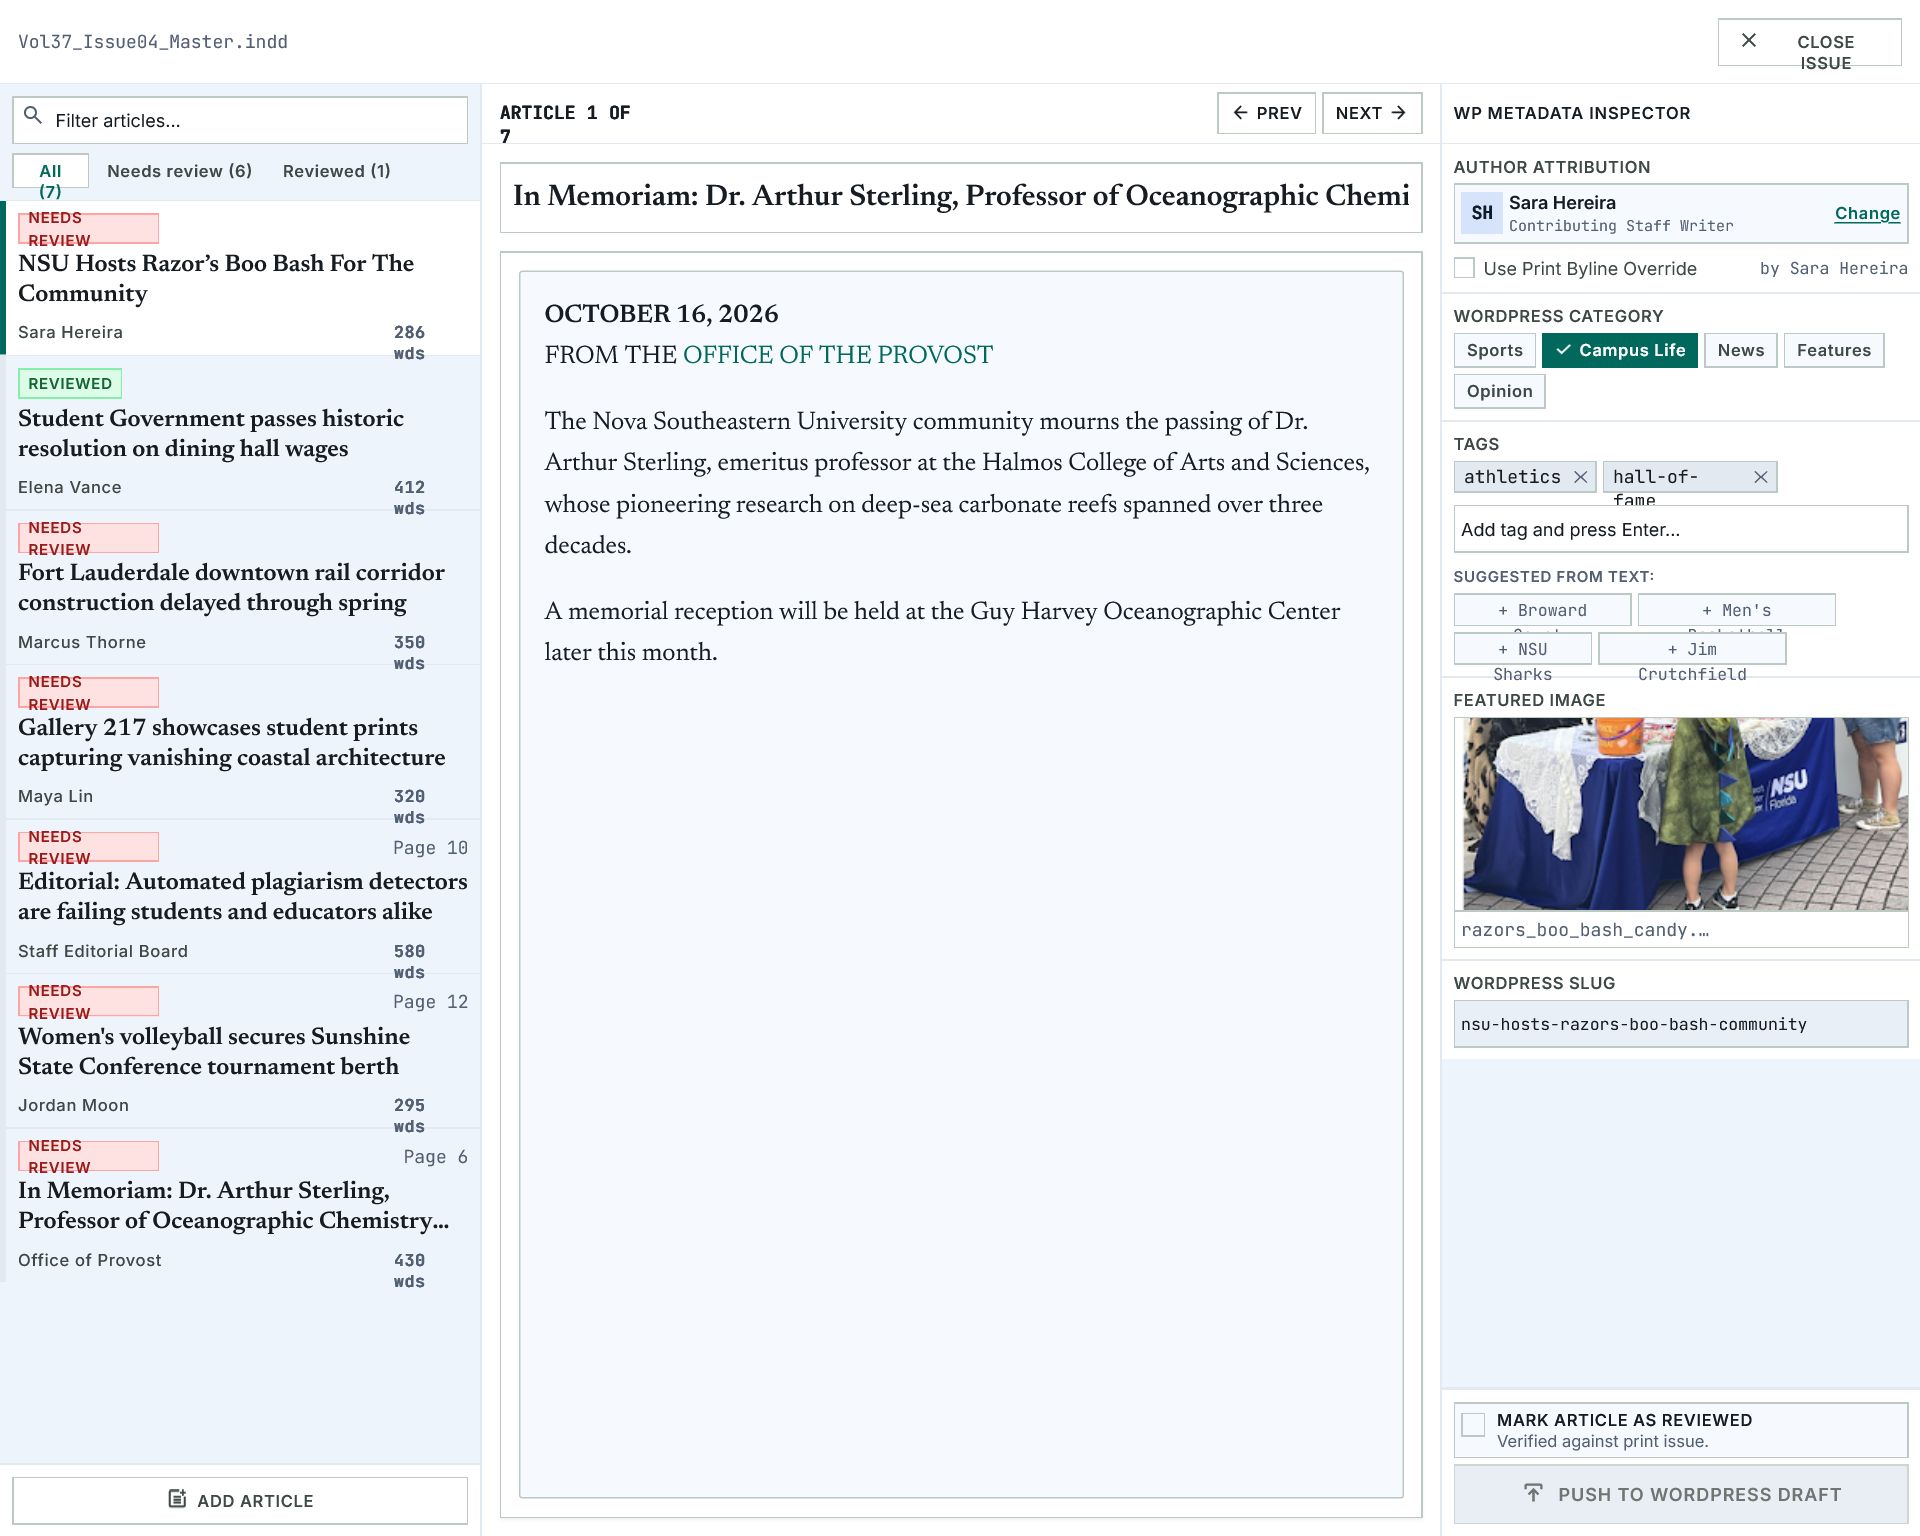 Vol37_Issue04_Master.indd
CLOSE
ISSUE
Filter articles...
All
(7)
Needs review (6)
Reviewed (1)
NEEDS
REVIEW
NSU Hosts Razor’s Boo Bash For The
Community
Sara Hereira
286
wds
REVIEWED
Student Government passes historic
resolution on dining hall wages
Elena Vance
412
wds
NEEDS
REVIEW
Fort Lauderdale downtown rail corridor
construction delayed through spring
Marcus Thorne
350
wds
NEEDS
REVIEW
Gallery 217 showcases student prints
capturing vanishing coastal architecture
Maya Lin
320
wds
NEEDS
REVIEW
Page 10
Editorial: Automated plagiarism detectors
are failing students and educators alike
Staff Editorial Board
580
wds
NEEDS
REVIEW
Page 12
Women's volleyball secures Sunshine
State Conference tournament berth
Jordan Moon
295
wds
NEEDS
REVIEW
Page 6
In Memoriam: Dr. Arthur Sterling,
Professor of Oceanographic Chemistry...
Office of Provost
430
wds
ADD ARTICLE
ARTICLE 1 OF
7
PREV
NEXT
In Memoriam: Dr. Arthur Sterling, Professor of Oceanographic Chemi
OCTOBER 16, 2026
FROM THE OFFICE OF THE PROVOST
The Nova Southeastern University community mourns the passing of Dr.
Arthur Sterling, emeritus professor at the Halmos College of Arts and Sciences,
whose pioneering research on deep-sea carbonate reefs spanned over three
decades.
A memorial reception will be held at the Guy Harvey Oceanographic Center
later this month.
WP METADATA INSPECTOR
AUTHOR ATTRIBUTION
SH
Sara Hereira
Contributing Staff Writer
Change
Use Print Byline Override
by Sara Hereira
WORDPRESS CATEGORY
Sports
Campus Life
News
Features
Opinion
TAGS
athletics
hall-of-
fame
Add tag and press Enter...
SUGGESTED FROM TEXT:
+ Broward
+ Men's
+ NSU
Sharks
+ Jim
Crutchfield
FEATURED IMAGE
NSU
Florida
razors_boo_bash_candy.…
WORDPRESS SLUG
nsu-hosts-razors-boo-bash-community
MARK ARTICLE AS REVIEWED
Verified against print issue.
PUSH TO WORDPRESS DRAFT